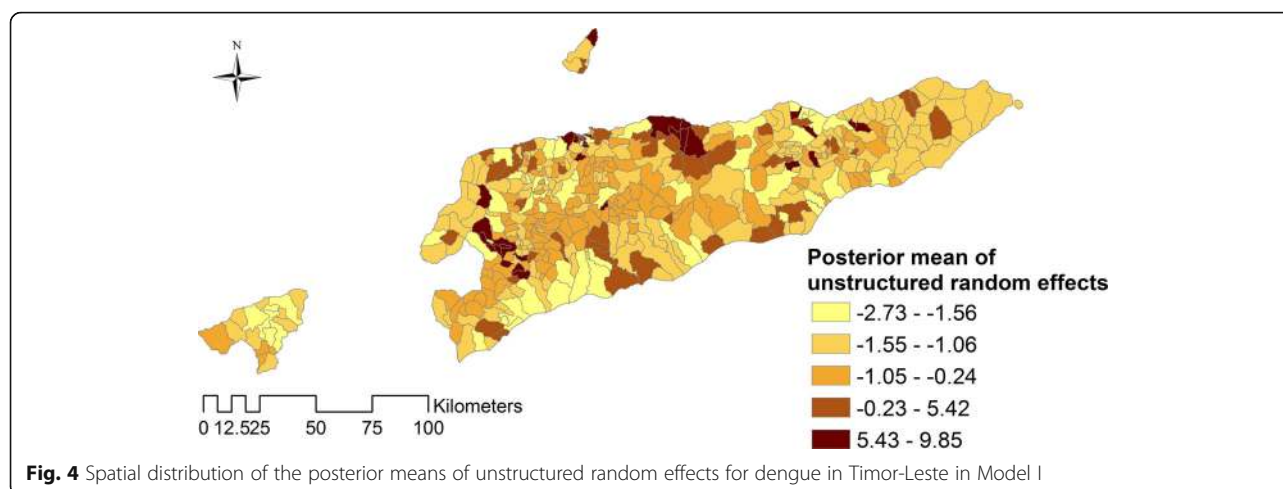 N
Posterior mean of
unstructured random effects
-2.73 - -1.56
-1.55 - -1.06
-1.05 - -0.24
-0.23 - 5.42
5.43 - 9.85
Kilometers
0 12.525 50 75 100
Fig. 4 Spatial distribution of the posterior means of unstructured random effects for dengue in Timor-Leste in Model I